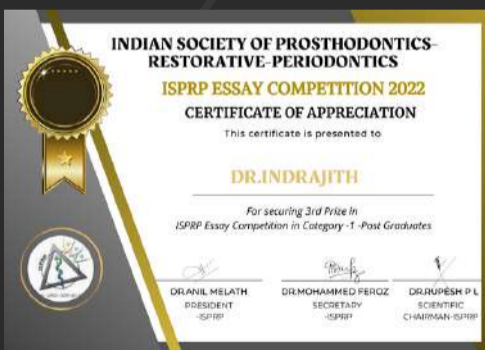 INDIAN SOCIETY OF PROSTHODONTICS-
RESTORATIVE-PERIODONTICS
ISPRP ESSAY COMPETITION 2022
CERTIFICATE OF APPRECIATION
This certificate is presented to
DR.INDRAJITH
For securing 3rd Prize in
ISPRP Essay Competition in Category -1 -Post Graduates
DR.ANIL MELATH
PRESIDENT
-ISPRP
DR.MOHAMMED FEROZ
SECRETARY
-ISPRP
DR.RUPESH P L
SCIENTIFIC
CHAIRMAN-ISPRP